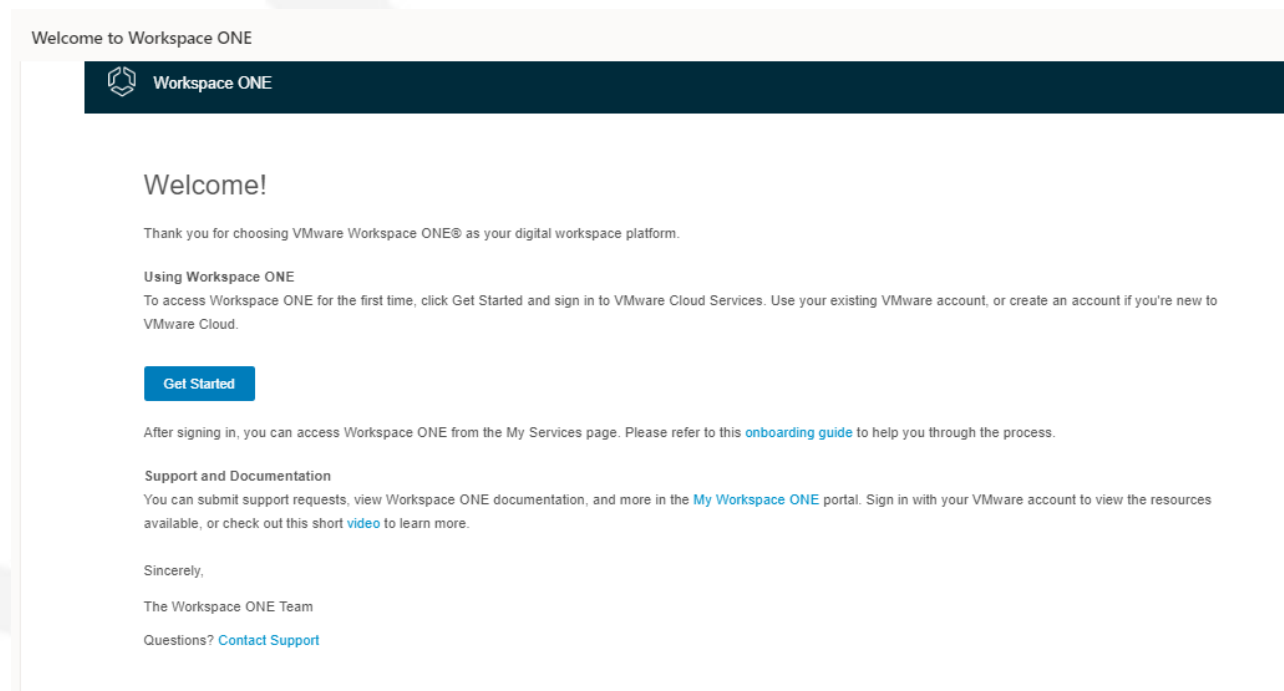 Welcome to Workspace ONE
Workspace ONE
Welcome!
Thank you for choosing VMware Workspace ONE® as your digital workspace platform.
Using Workspace ONE
To access Workspace ONE for the first time, click Get Started and sign in to VMware Cloud Services. Use your existing VMware account, or create an account if you're new to
VMware Cloud.
Get Started
After signing in, you can access Workspace ONE from the My Services page. Please refer to this onboarding guide to help you through the process.
Support and Documentation
You can submit support requests, view Workspace ONE documentation, and more in the My Workspace ONE portal. Sign in with your VMware account to view the resources
available, or check out this short video to learn more.
Sincerely,
The Workspace ONE Team
Questions? Contact Support